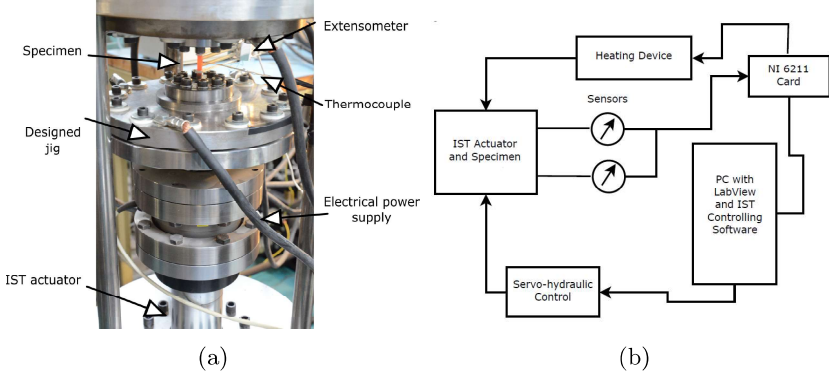 Specimen
Extensometer
Thermocouple
Designed
jig
Electrical power
supply
IST actuator
(a)
Heating Device
NI 6211
Card
Sensors
IST Actuator
and Specimen
PC with
LabView
and IST
Controlling
Software
Servo-hydraulic
Control
(b)